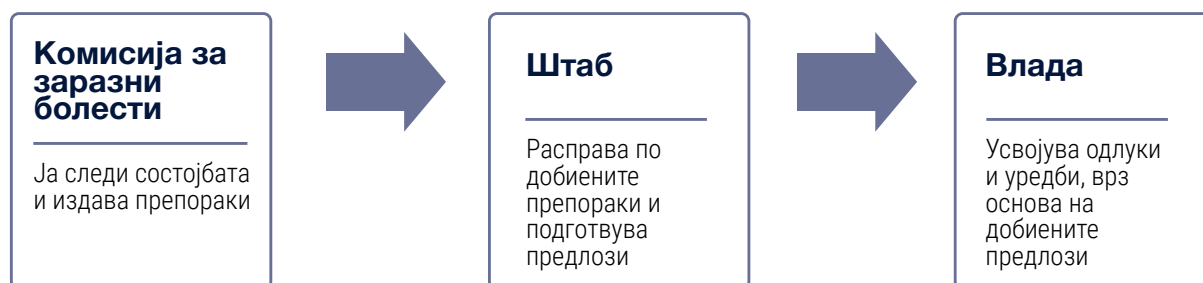 Комисија за
заразни
болести
Ја следи состојбата
и издава препораки
Штаб
Расправа по
добиените
препораки и
подготвува
предлози
Влада
Усвојува одлуки
и уредби, врз
основа на
добиените
предлози